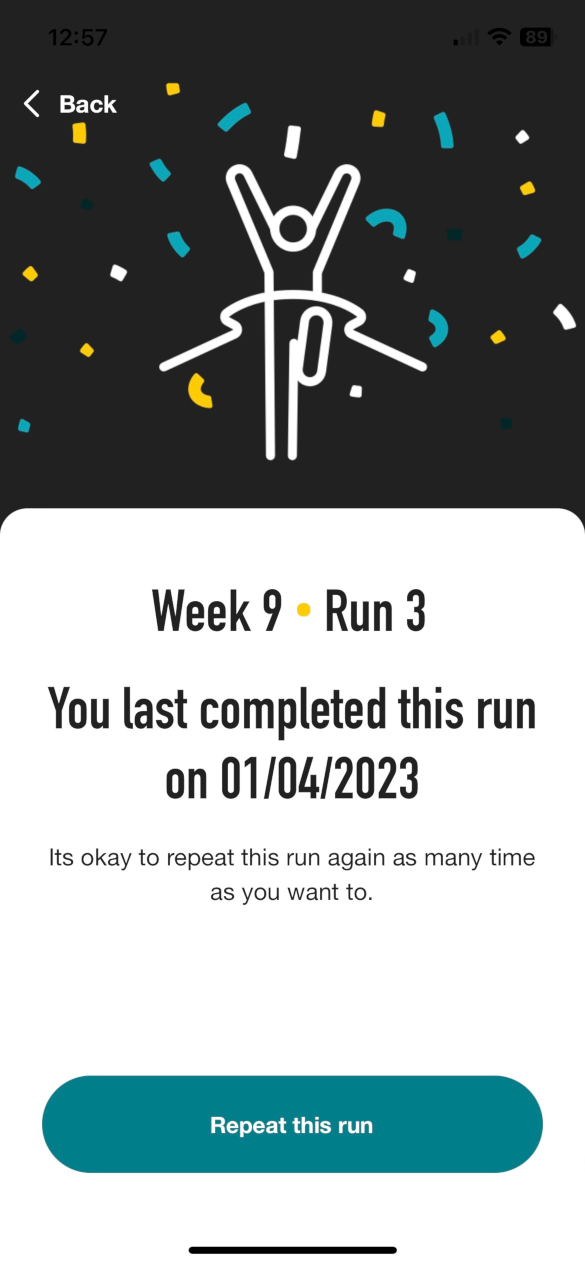 12:57
89
Back
Week 9 • Run 3
You last completed this run
on 01/04/2023
Its okay to repeat this run again as many time
as you want to.
Repeat this run